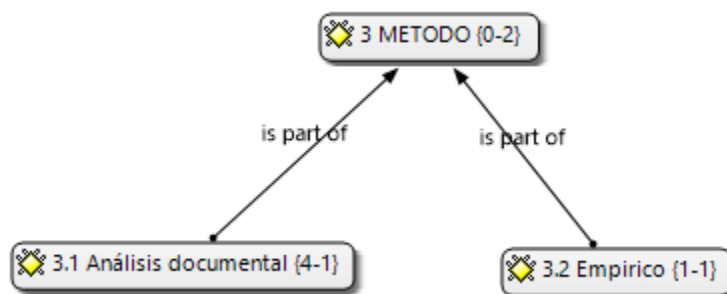 3 METODO {0-2}
is part of
is part of
3.1 Análisis documental {4-1}
3.2 Empirico {1-1}